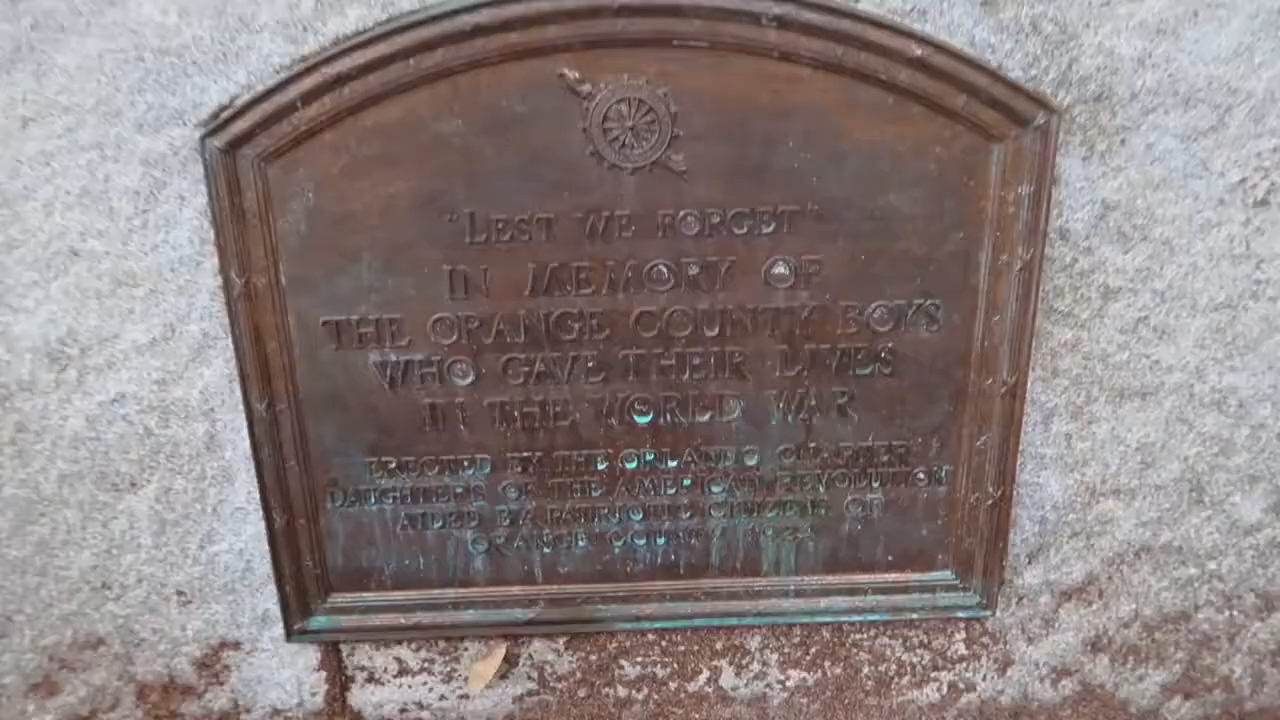 "LEST WE FORGET"
IN MEMORY OF
THE ORANGE COUNTY BOYS
WHO GAVE THEIR LIVES
IN THE WORLD WAR
ERECTED BY THE ORLANDO CHAPTER
DAUGHTERS OF THE AMERICAN REVOLUTION
AIDED BY PATRIOTIC CITIZENS OF
ORANGE COUNTY